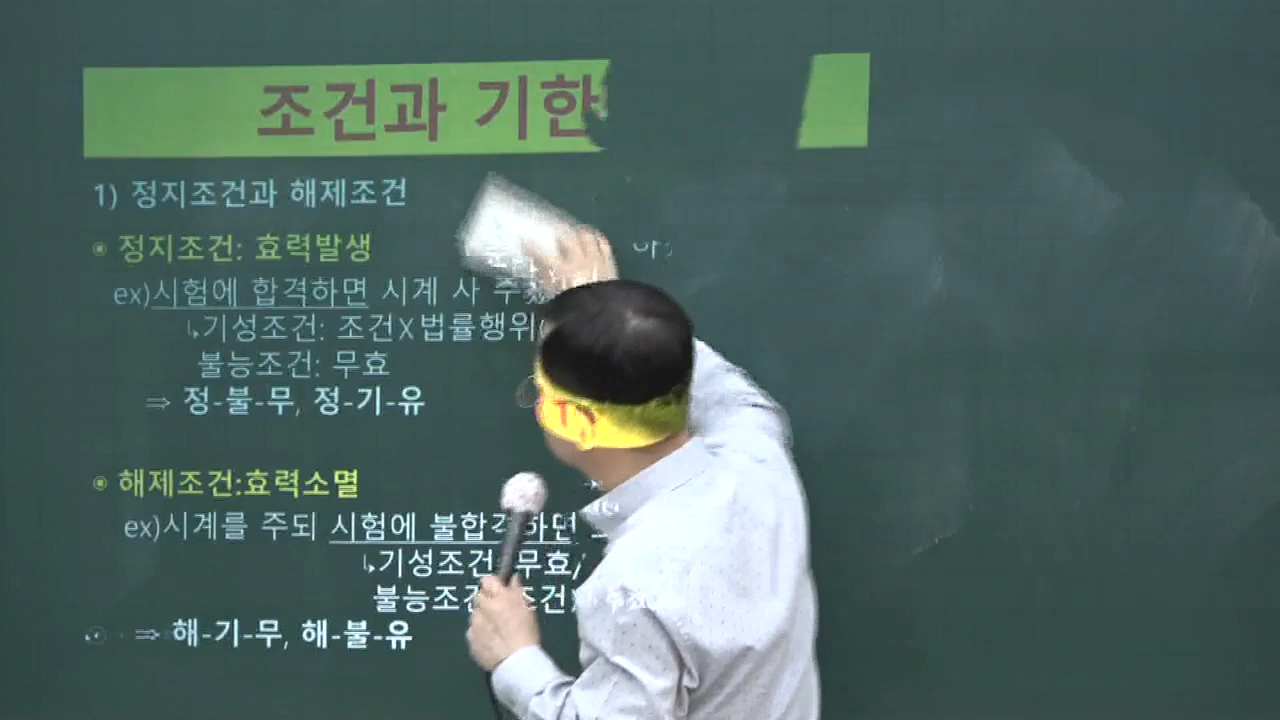 조건과 기한
1) 정지조건과 해제조건
◉ 정지조건: 효력발생
ex)시험에 합격하면 시계 사
↳기성조건: 조건X법률행위
불능조건: 무효
⇒ 정-불-무, 정-기-유
◉ 해제조건:효력소멸
ex)시계를 주되 시험에 불합격하면
↳기성조건 무효/
불능조건
⇒ 해-기-무, 해-불-유